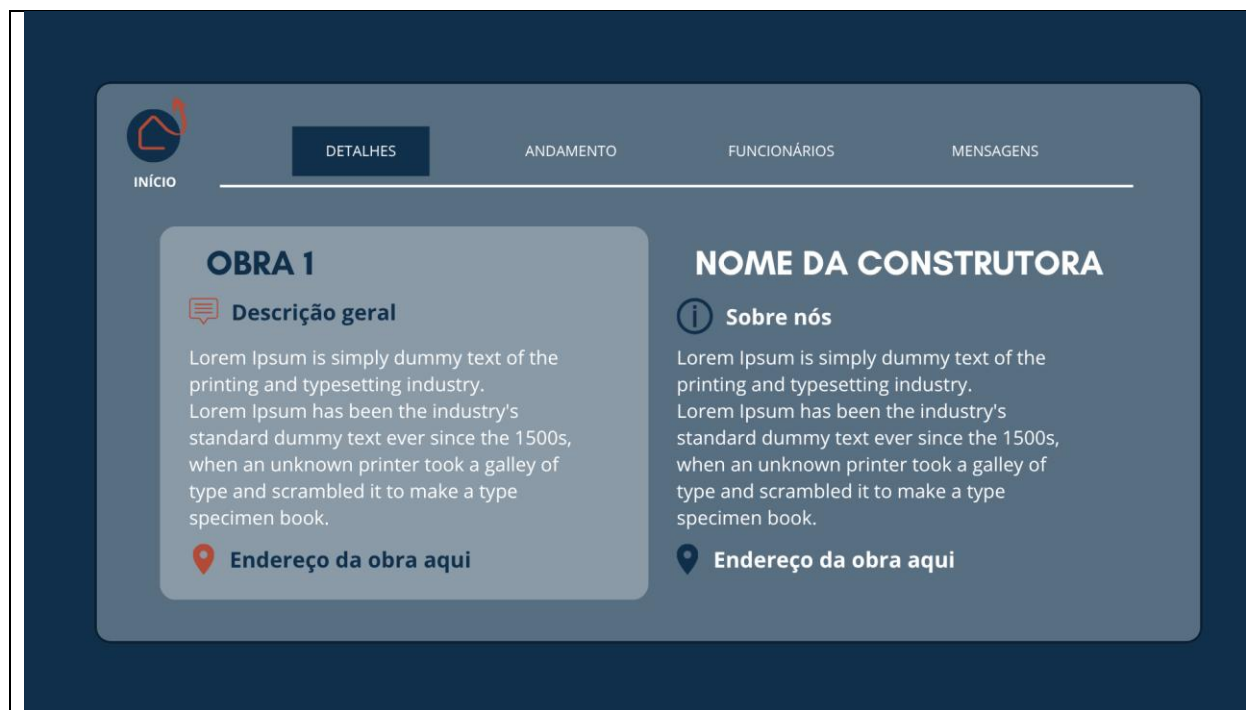 INÍCIO
DETALHES
ANDAMENTO
FUNCIONÁRIOS
MENSAGENS
OBRA 1
Descrição geral
Lorem Ipsum is simply dummy text of the
printing and typesetting industry.
Lorem Ipsum has been the industry's
standard dummy text ever since the 1500s,
when an unknown printer took a galley of
type and scrambled it to make a type
specimen book.
Endereço da obra aqui
NOME DA CONSTRUTORA
Sobre nós
Lorem Ipsum is simply dummy text of the
printing and typesetting industry.
Lorem Ipsum has been the industry's
standard dummy text ever since the 1500s,
when an unknown printer took a galley of
type and scrambled it to make a type
specimen book.
Endereço da obra aqui